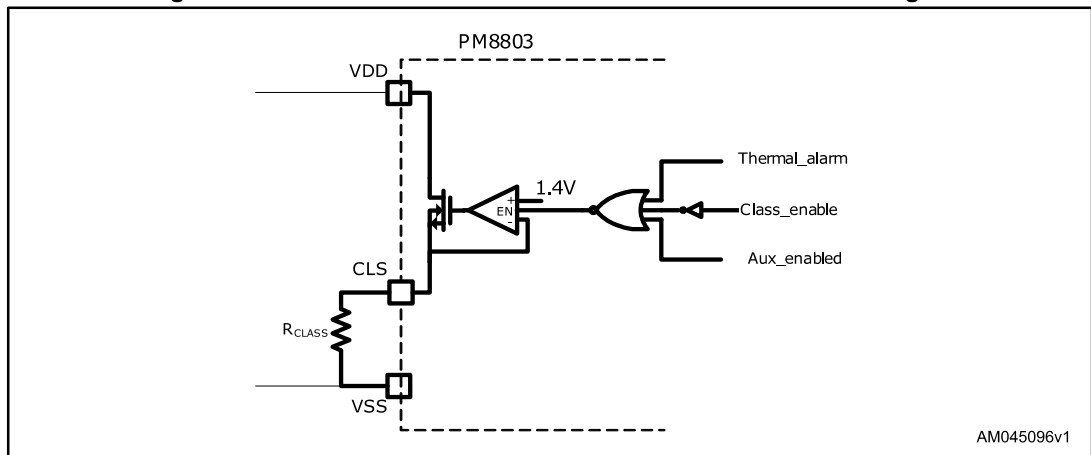 PM8803
VDD
Thermal_alarm
1.4V
+
EN
-
Class_enable
Aux_enabled
CLS
RCLASS
VSS
AM045096v1